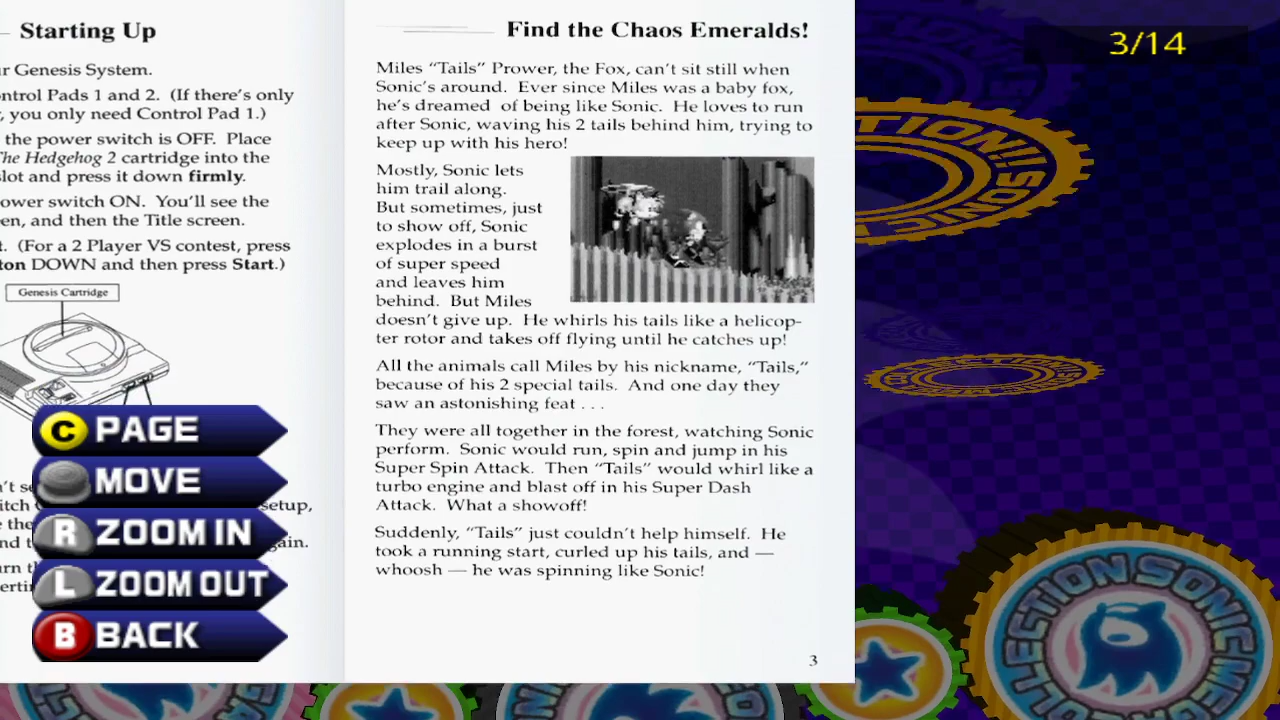 Starting Up
r Genesis System.
ntrol Pads 1 and 2. (If there's only
, you only need Control Pad 1.)
the power switch is OFF. Place
The Hedgehog 2 cartridge into the
lot and press it down firmly.
ower switch ON. You'll see the
en, and then the Title screen.
t. (For a 2 Player VS contest, press
ton DOWN and then press Start.)
Genesis Cartridge
setup,
gain.
Find the Chaos Emeralds!
Miles “Tails” Prower, the Fox, can't sit still when
Sonic's around. Ever since Miles was a baby fox,
he's dreamed of being like Sonic. He loves to run
after Sonic, waving his 2 tails behind him, trying to
keep up with his hero!
Mostly, Sonic lets
him trail along.
But sometimes, just
to show off, Sonic
explodes in a burst
of super speed
and leaves him
behind. But Miles
doesn't give up. He whirls his tails like a helicop-
ter rotor and takes off flying until he catches up!
All the animals call Miles by his nickname, “Tails,”
because of his 2 special tails. And one day they
saw an astonishing feat . . .
They were all together in the forest, watching Sonic
perform. Sonic would run, spin and jump in his
Super Spin Attack. Then “Tails” would whirl like a
turbo engine and blast off in his Super Dash
Attack. What a showoff!
Suddenly, “Tails” just couldn't help himself. He
took a running start, curled up his tails, and —
whoosh — he was spinning like Sonic!
3
3/14
C PAGE
MOVE
R ZOOM IN
L ZOOM OUT
B BACK